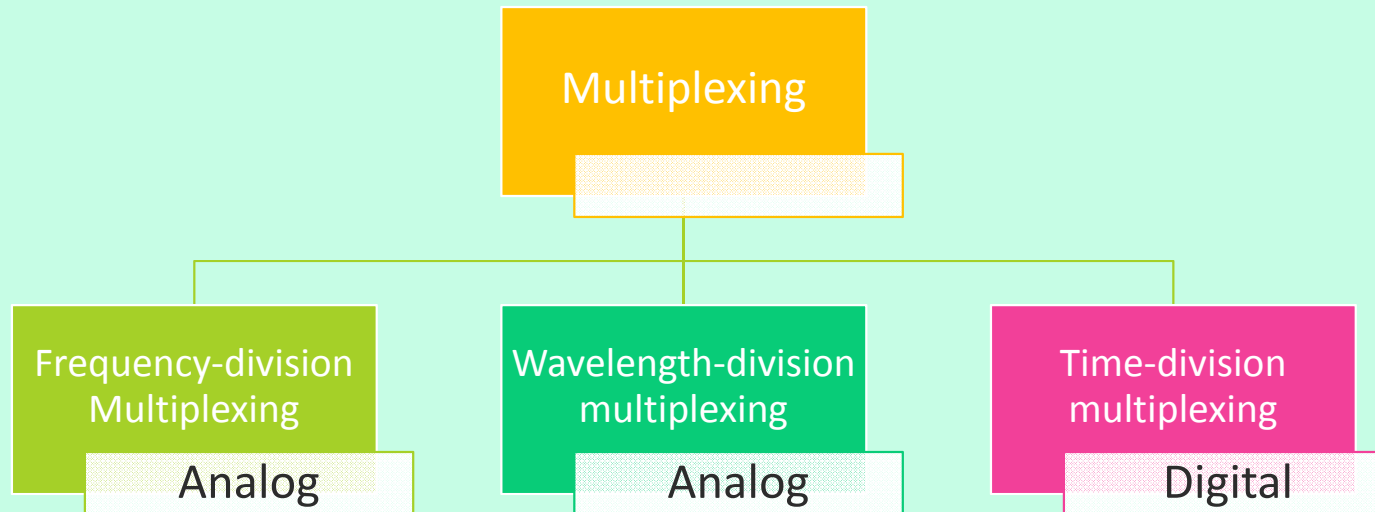 Multiplexing
Frequency-division
Multiplexing
Analog
Wavelength-division
multiplexing
Analog
Time-division
multiplexing
Digital